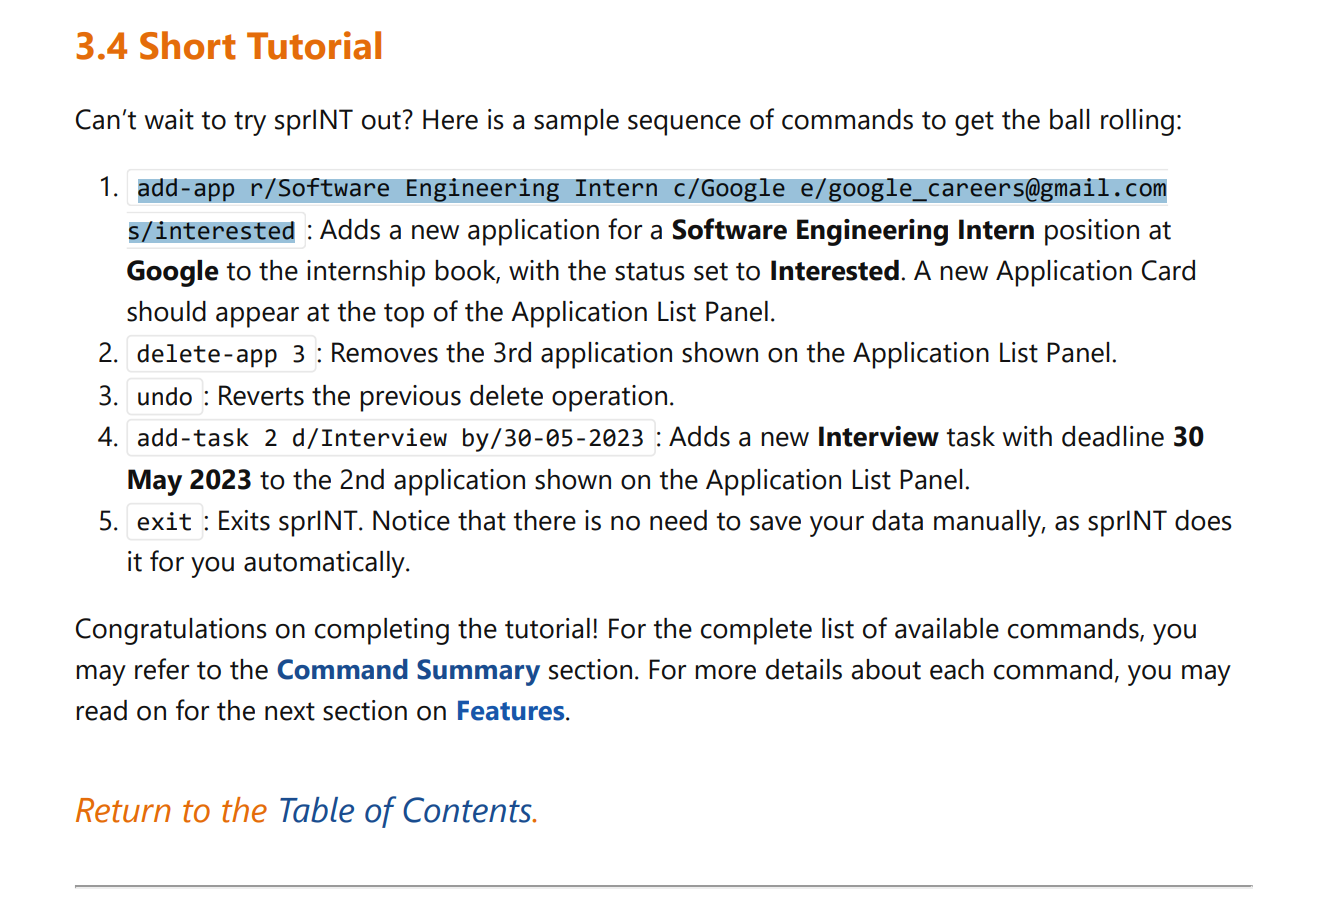 3.4 Short Tutorial
Can’t wait to try sprINT out? Here is a sample sequence of commands to get the ball rolling:
1. add-app r/Software Engineering Intern c/Google e/google_careers@gmail.com
s/interested : Adds a new application for a Software Engineering Intern position at
Google to the internship book, with the status set to Interested. A new Application Card
should appear at the top of the Application List Panel.
2. delete-app 3 : Removes the 3rd application shown on the Application List Panel.
3. undo : Reverts the previous delete operation.
4. add-task 2 d/Interview by/30-05-2023 : Adds a new Interview task with deadline 30
May 2023 to the 2nd application shown on the Application List Panel.
5. exit : Exits sprINT. Notice that there is no need to save your data manually, as sprINT does
it for you automatically.
Congratulations on completing the tutorial! For the complete list of available commands, you
may refer to the Command Summary section. For more details about each command, you may
read on for the next section on Features.
Return to the Table of Contents.